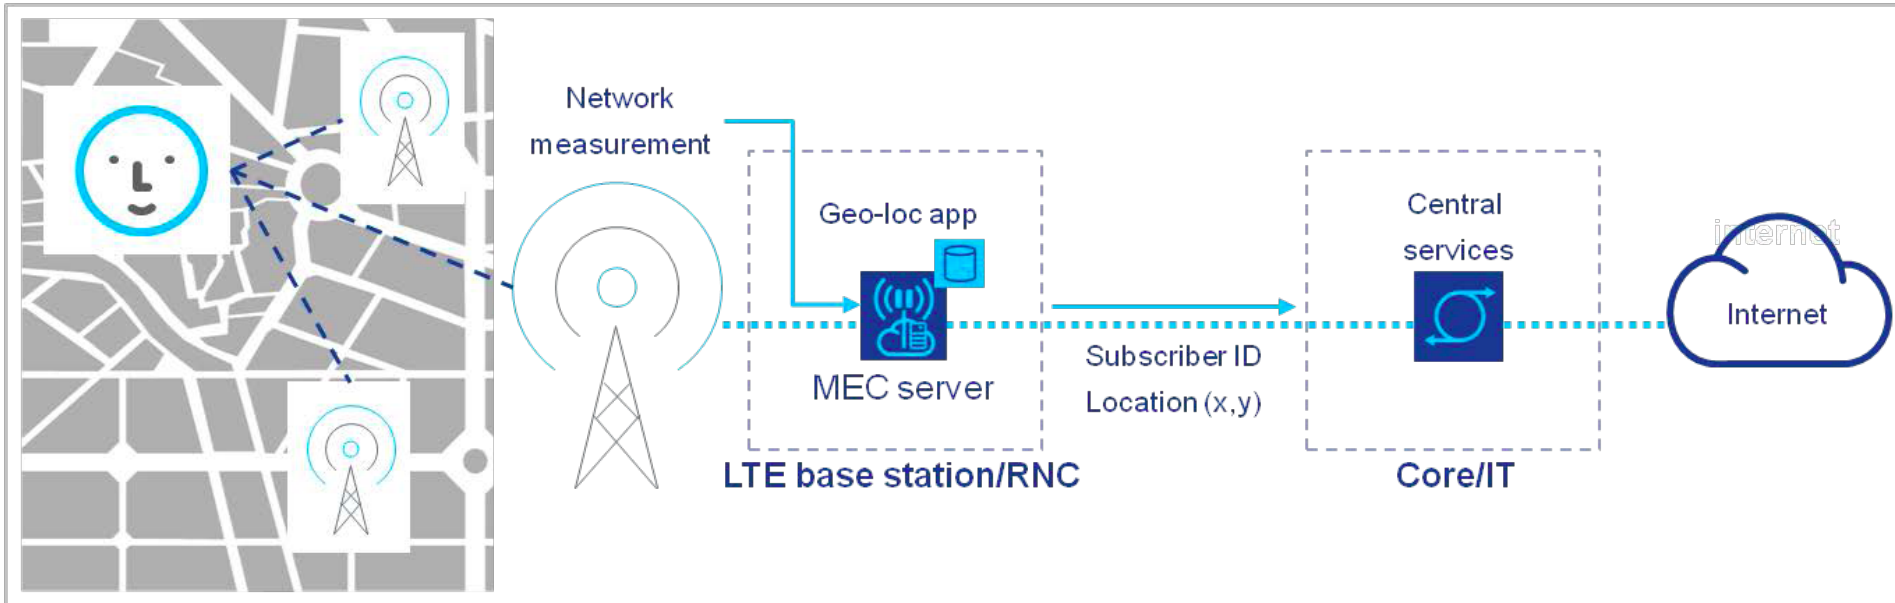 Network
measurement
Geo-loc app
MEC server
LTE base station/RNC
Subscriber ID
Location (x,y)
Central
services
Core/IT
internet
Internet